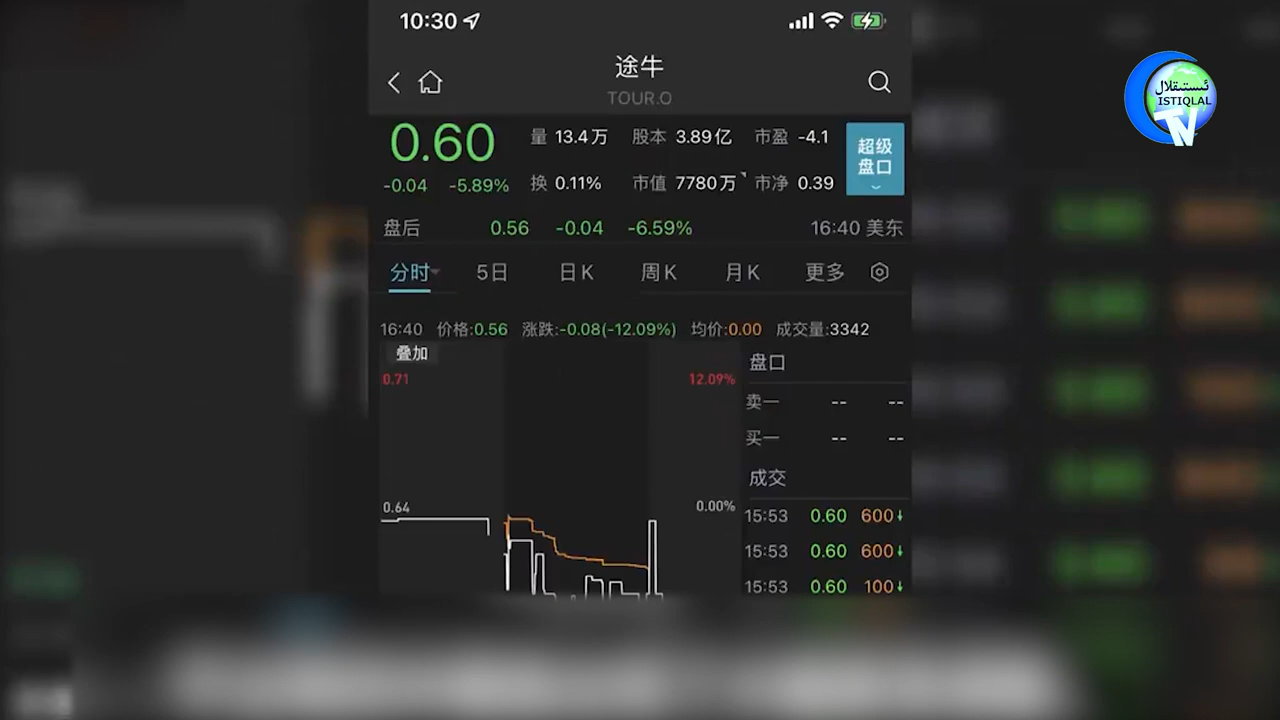 10:30
途牛
TOUR.O
ئىستىقلال
ISTIQLAL
TV
0.60 量 13.4万 股本 3.89亿 市盈 -4.1 超级
-0.04 -5.89% 换 0.11% 市值 7780万 市净 0.39 盘口
盘后 0.56 -0.04 -6.59% 16:40 美东
分时 5日 日K 周K 月K 更多
16:40 价格:0.56 涨跌:-0.08(-12.09%) 均价:0.00 成交量:3342
叠加 盘口
0.71 12.09%
卖一 -- --
买一 -- --
成交
0.64 0.00%
15:53 0.60 600↓
15:53 0.60 600↓
15:53 0.60 100↓